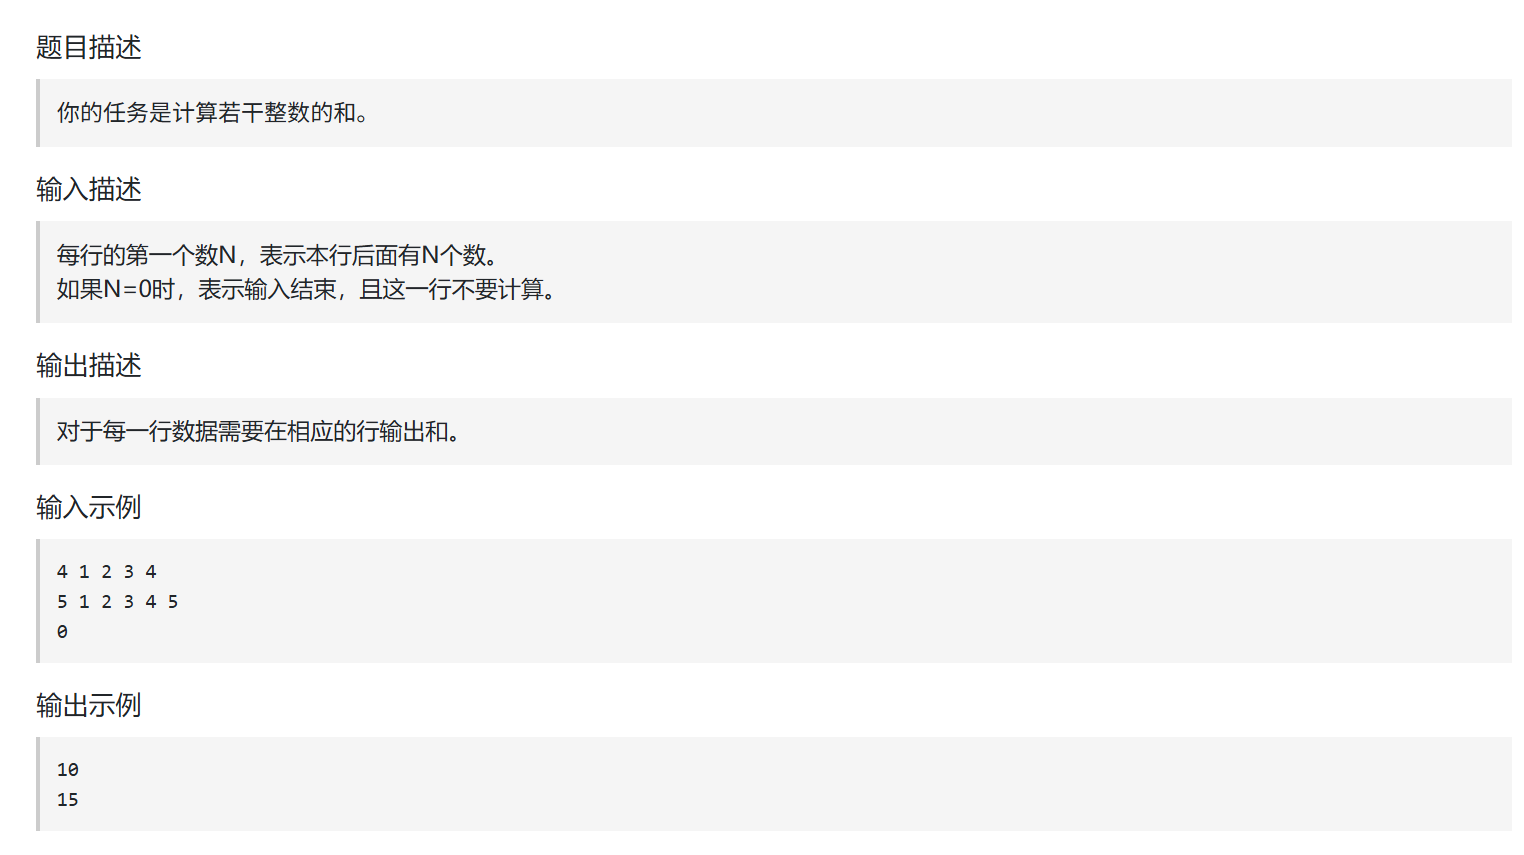 题目描述
你的任务是计算若干整数的和。
输入描述
每行的第一个数N，表示本行后面有N个数。
如果N=0时，表示输入结束，且这一行不要计算。
输出描述
对于每一行数据需要在相应的行输出和。
输入示例
4 1 2 3 4
5 1 2 3 4 5
0
输出示例
10
15